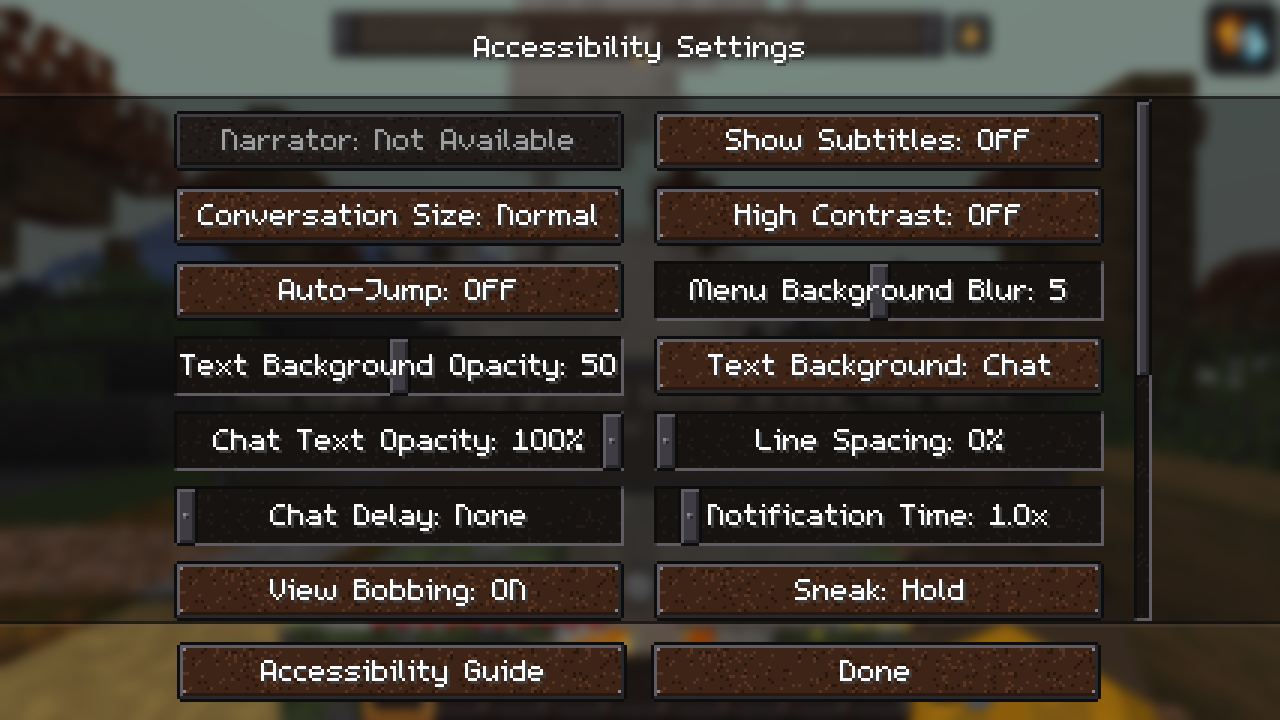 Accessibility Settings
Narrator: Not Available
Show Subtitles: OFF
Conversation Size: Normal
High Contrast: OFF
Auto-Jump: OFF
Menu Background Blur: 5
Text Background Opacity: 50
Text Background: Chat
Chat Text Opacity: 100%
Line Spacing: 0%
Chat Delay: None
Notification Time: 1.0x
View Bobbing: ON
Sneak: Hold
Accessibility Guide
Done